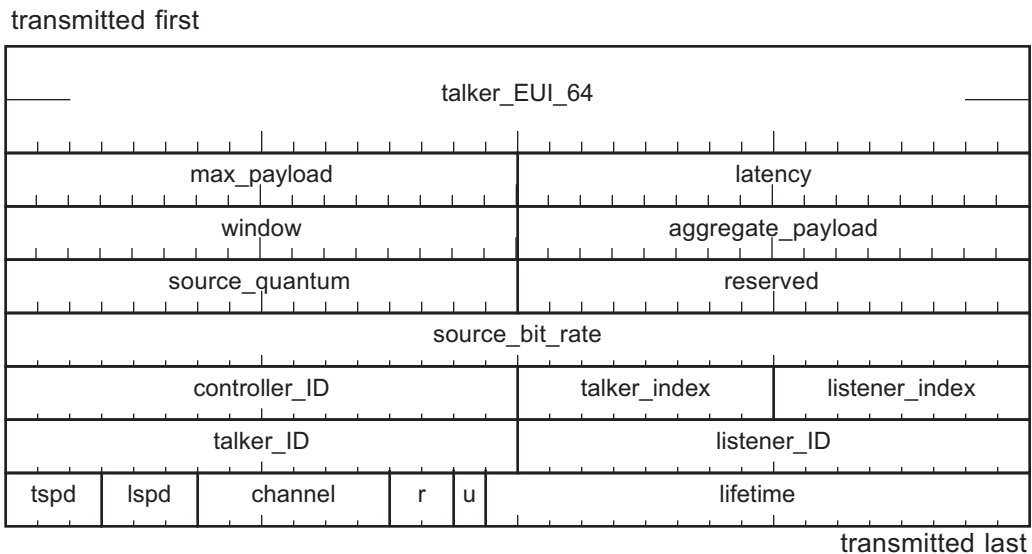 transmitted first
talker_EUI_64
max_payload latency
window aggregate_payload
source_quantum reserved
source_bit_rate
controller_ID talker_index listener_index
talker_ID listener_ID
tspd lspd channel r u lifetime
transmitted last